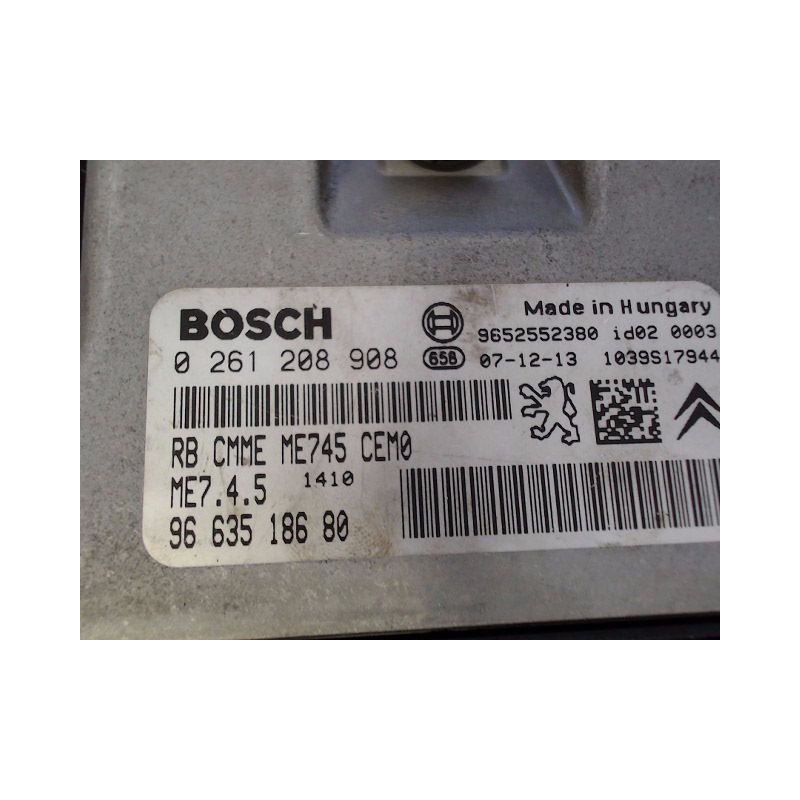 BOSCH
Made in Hungary
9652552380 id02 0003
0 261 208 908
658 07-12-13 1039S17944
RB CMME ME745 CEM0
ME7.4.5 1410
96 635 186 80